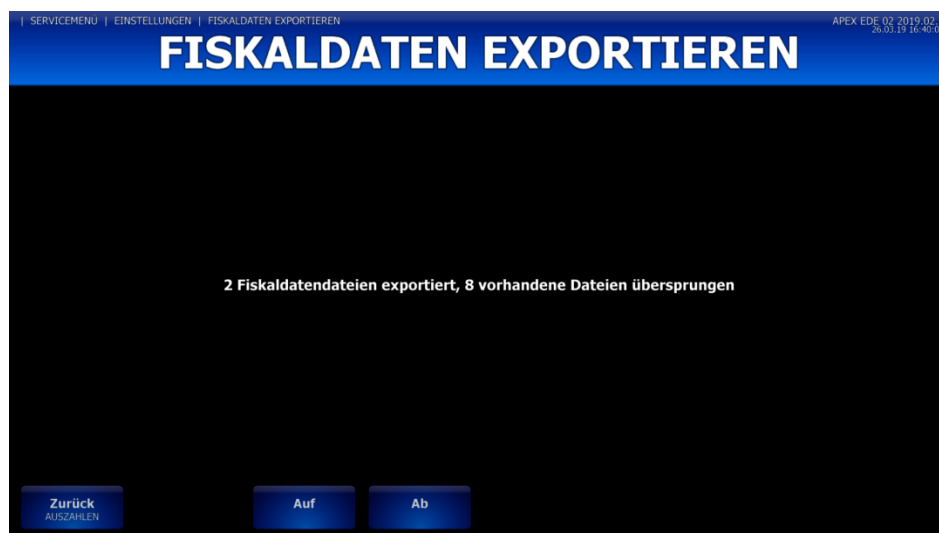 | SERVICEMENÜ | EINSTELLUNGEN | FISKALDATEN EXPORTIEREN
APEX EDE 02 2019.02.
26.03.19 16:40:0
FISKALDATEN EXPORTIEREN
2 Fiskaldatendateien exportiert, 8 vorhandene Dateien übersprungen
Zurück
AUSZAHLEN
Auf
Ab